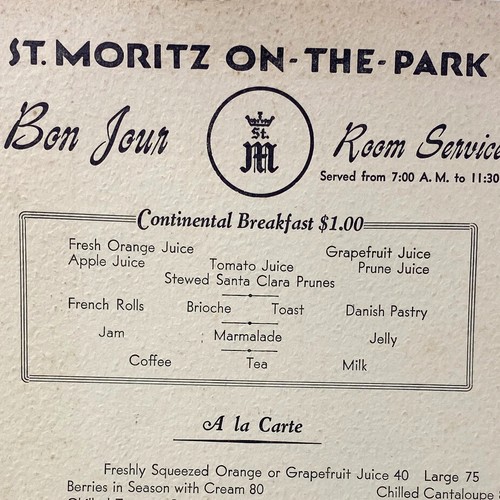 ST. MORITZ ON-THE-PARK
Bon Jour
St.
M
Room Service
Served from 7:00 A. M. to 11:30
Continental Breakfast $1.00
Fresh Orange Juice Grapefruit Juice
Apple Juice Tomato Juice Prune Juice
Stewed Santa Clara Prunes
French Rolls Brioche Toast Danish Pastry
Jam Marmalade Jelly
Coffee Tea Milk
A la Carte
Freshly Squeezed Orange or Grapefruit Juice 40 Large 75
Berries in Season with Cream 80 Chilled Cantaloupe